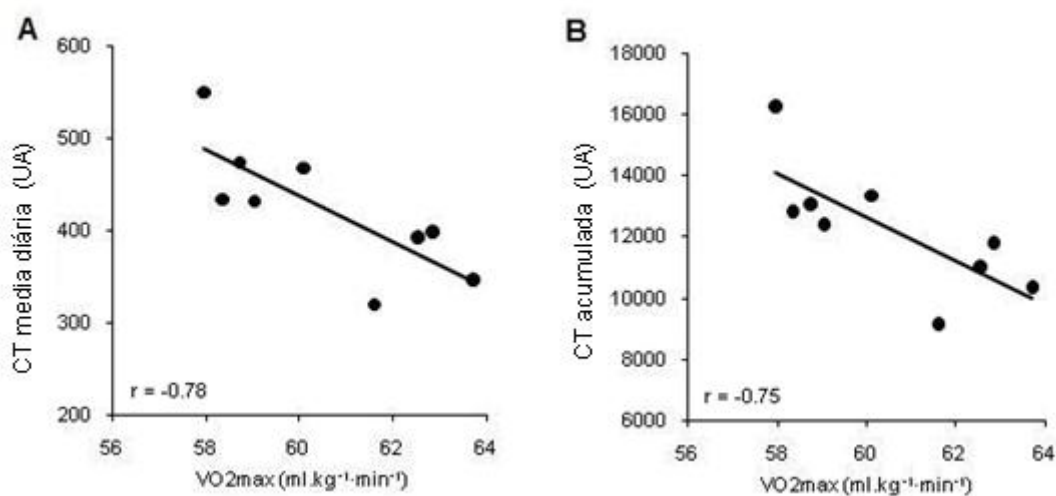 A
600
500
400
300
200
CT media diária (UA)
r = -0.78
56 58 60 62 64
VO2max (ml.kg⁻¹·min⁻¹)
B
18000
16000
14000
12000
10000
8000
6000
CT acumulada (UA)
r = -0.75
56 58 60 62 64
VO2max (ml.kg⁻¹·min⁻¹)